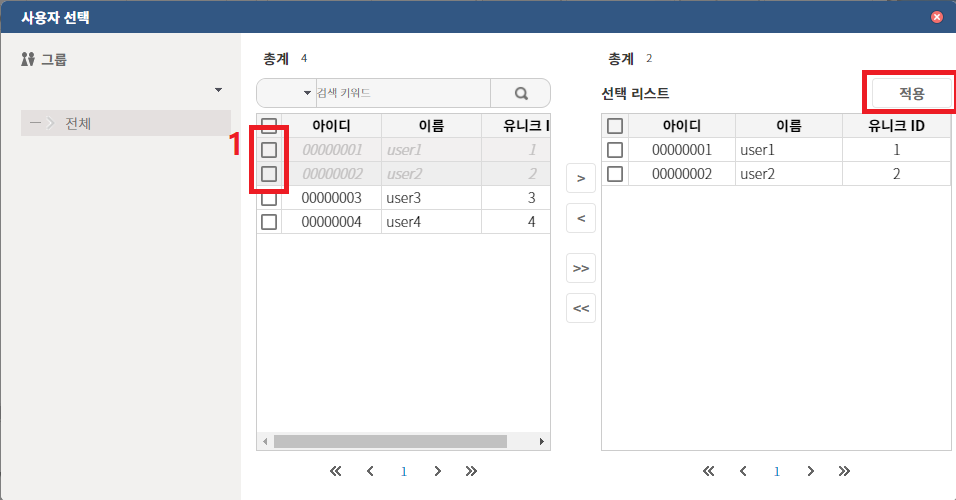 사용자 선택
그룹
전체
총계 4
검색 키워드
아이디 이름 유니크 I
00000001 user1 1
00000002 user2 2
00000003 user3 3
00000004 user4 4
1
1
>
<
>>
<<
총계 2
선택 리스트 적용
아이디 이름 유니크 ID
00000001 user1 1
00000002 user2 2
1